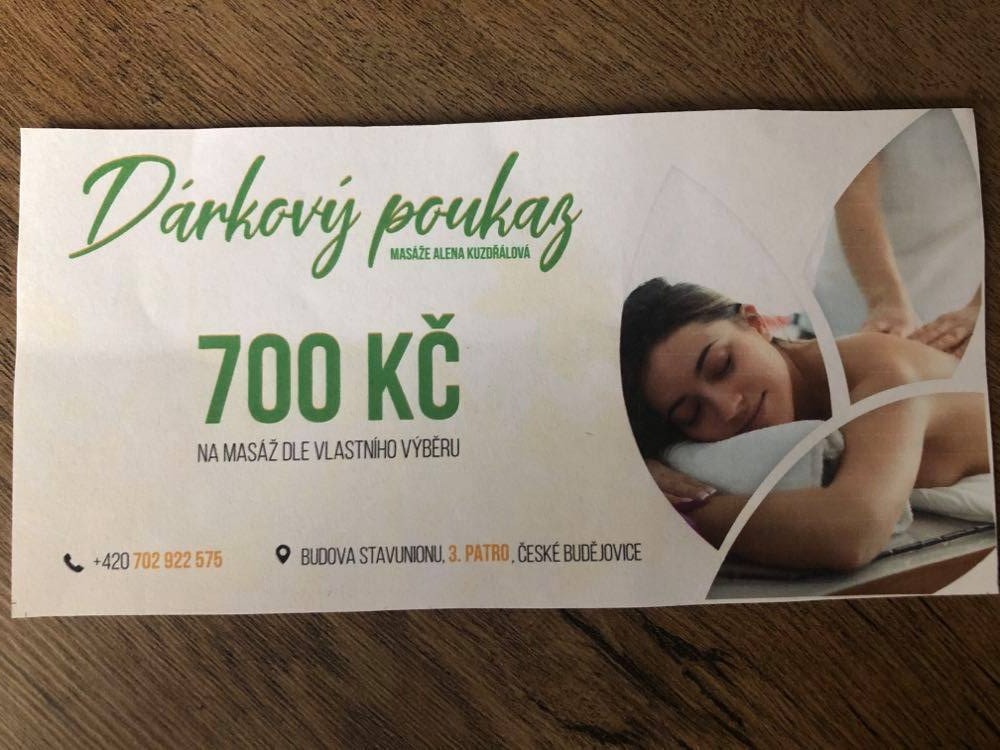 Dárkový poukaz
MASÁŽE ALENA KUZDŘÁLOVÁ
700 KČ
NA MASÁŽ DLE VLASTNÍHO VÝBĚRU
+420 702 922 575
BUDOVA STAVUNIONU, 3. PATRO, ČESKÉ BUDĚJOVICE